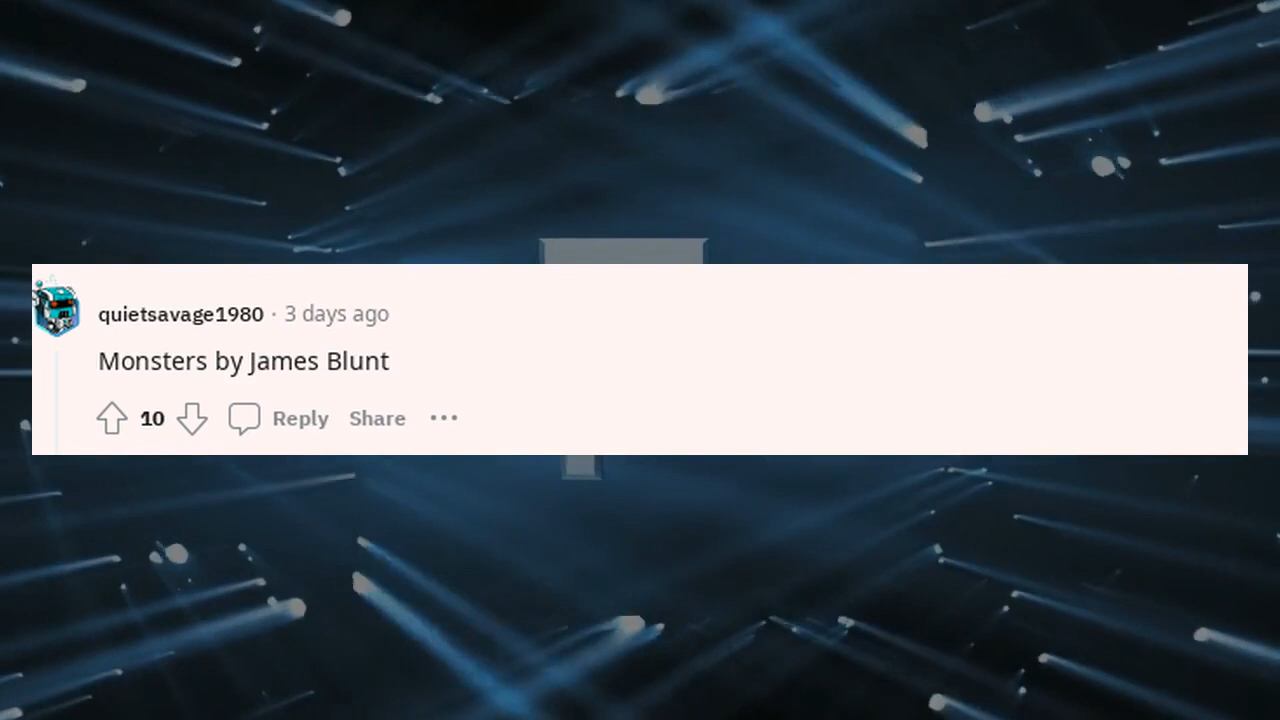 quietsavage1980 · 3 days ago
Monsters by James Blunt
10 Reply Share ...